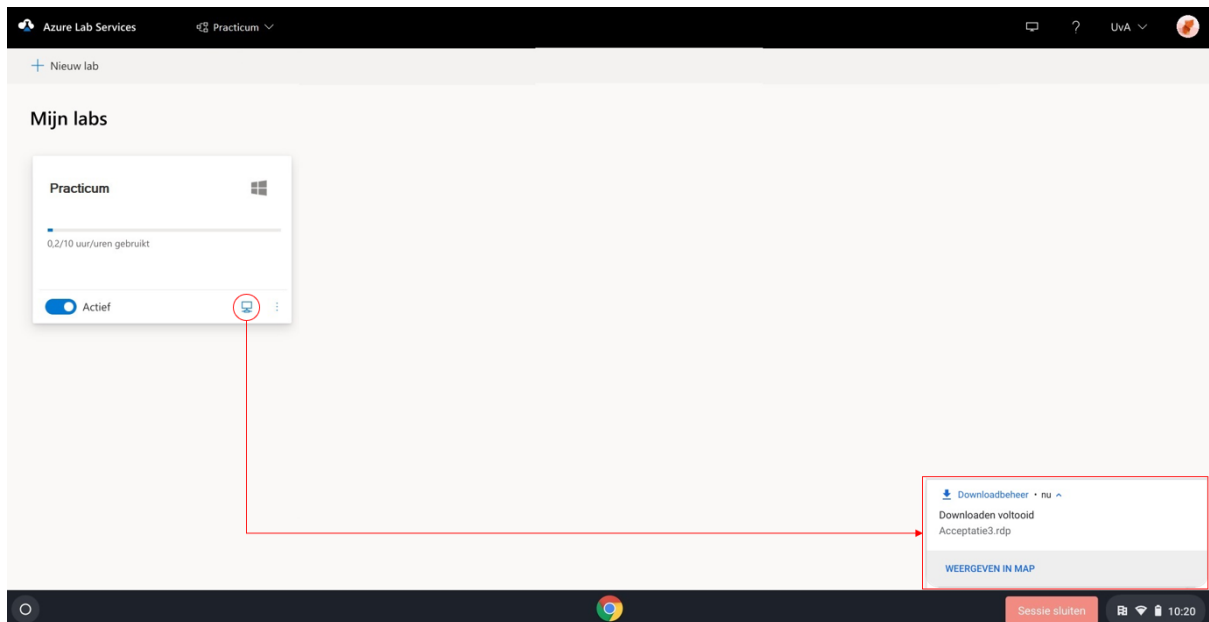 Azure Lab Services
Practicum
? UvA
Nieuw lab
Mijn labs
Practicum
0,2/10 uur/uren gebruikt
Actief
Downloadbeheer • nu
Downloaden voltooid
Acceptatie3.rdp
WEERGEVEN IN MAP
Sessie sluiten
10:20